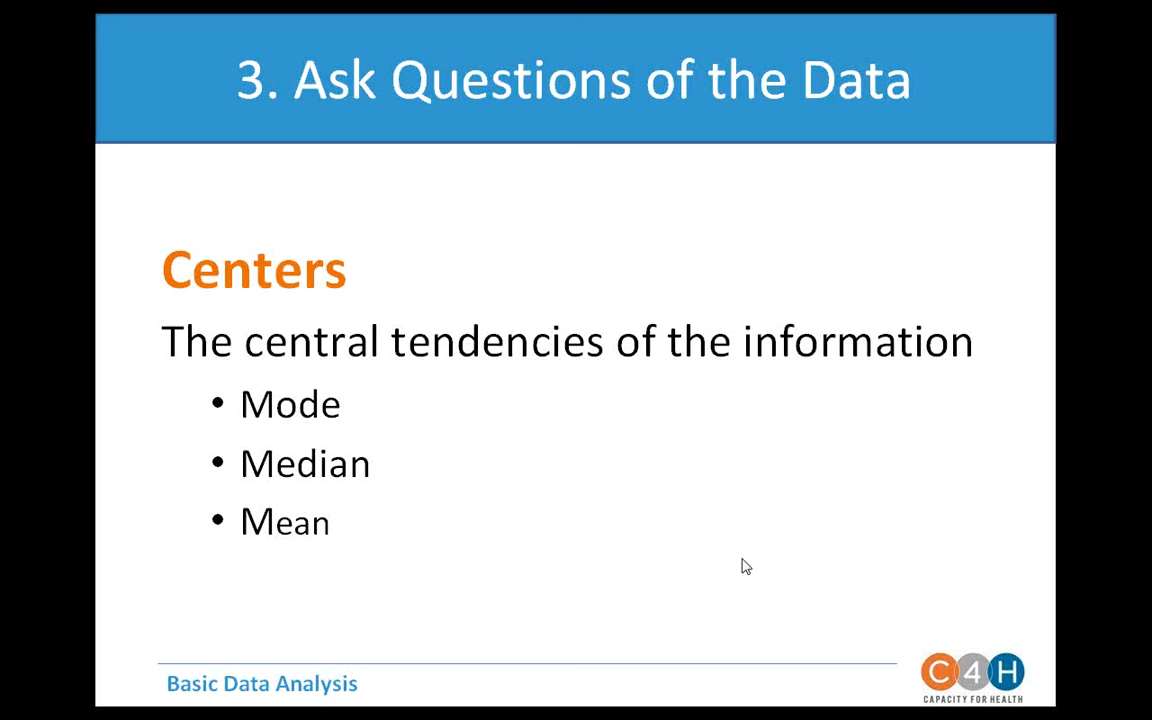 3. Ask Questions of the Data
Centers
The central tendencies of the information
• Mode
• Median
• Mean
Basic Data Analysis
C4H
CAPACITY FOR HEALTH